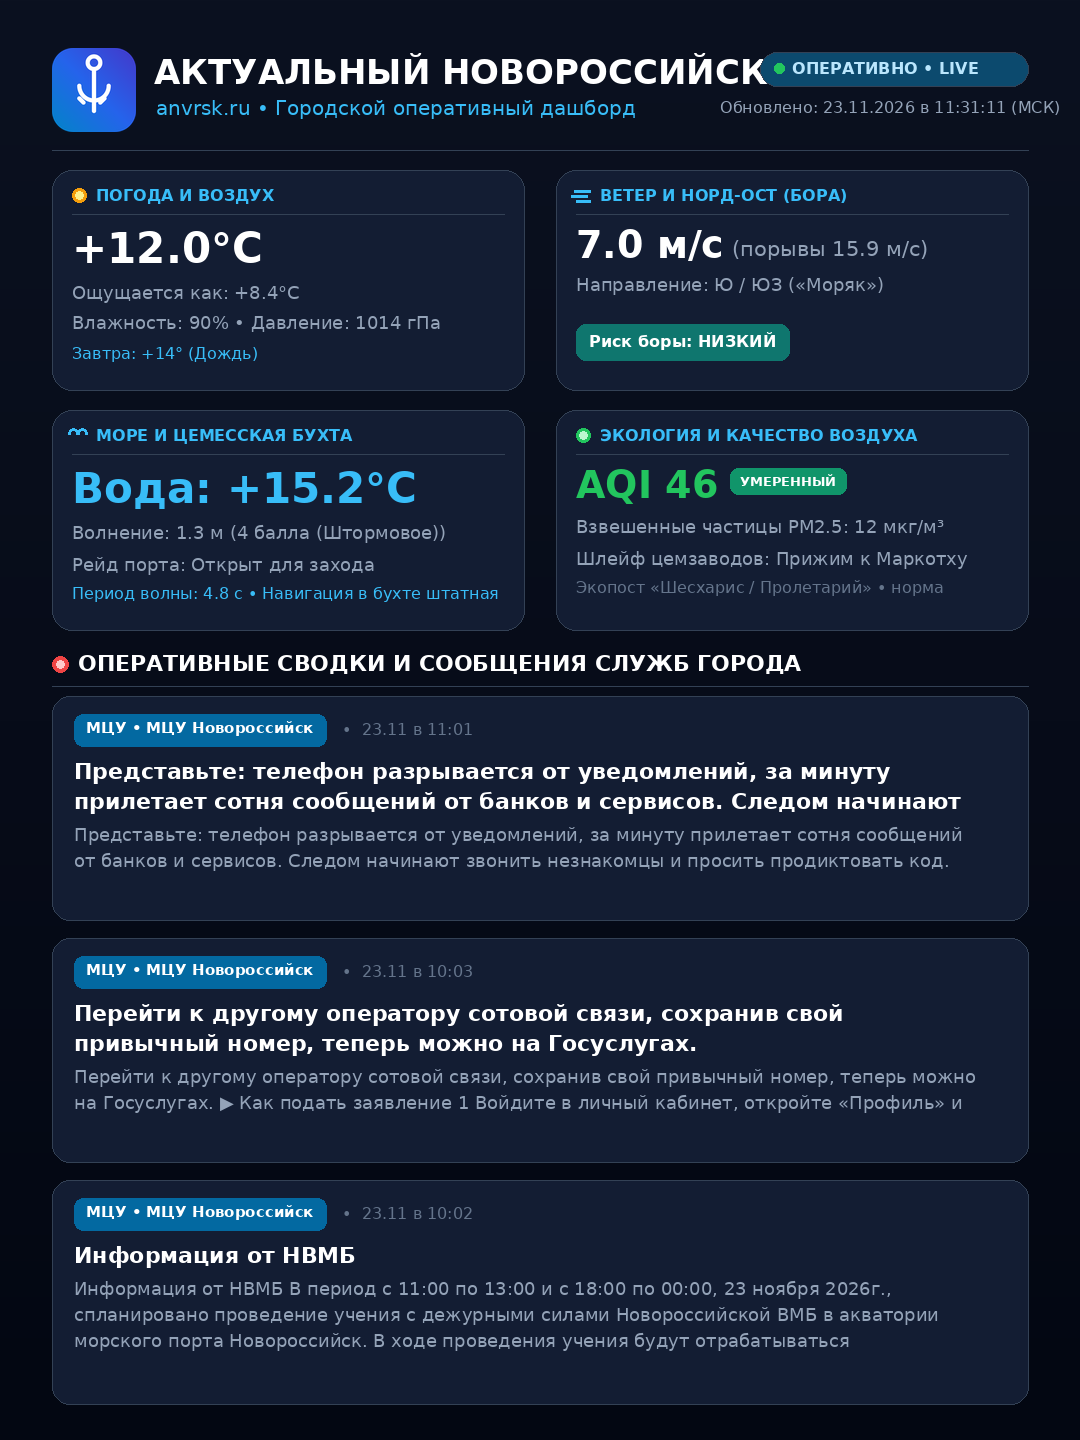 АКТУАЛЬНЫЙ НОВОРОССИЙСК
ОПЕРАТИВНО • LIVE
anvrsk.ru • Городской оперативный дашборд
Обновлено: 23.11.2026 в 11:31:11 (МСК)
ПОГОДА И ВОЗДУХ
+12.0°C
Ощущается как: +8.4°C
Влажность: 90% • Давление: 1014 гПа
Завтра: +14° (Дождь)
ВЕТЕР И НОРД-ОСТ (БОРА)
7.0 м/с (порывы 15.9 м/с)
Направление: Ю / ЮЗ («Моряк»)
Риск боры: НИЗКИЙ
МОРЕ И ЦЕМЕССКАЯ БУХТА
Вода: +15.2°C
Волнение: 1.3 м (4 балла (Штормовое))
Рейд порта: Открыт для захода
Период волны: 4.8 с • Навигация в бухте штатная
ЭКОЛОГИЯ И КАЧЕСТВО ВОЗДУХА
AQI 46 УМЕРЕННЫЙ
Взвешенные частицы PM2.5: 12 мкг/м³
Шлейф цемзаводов: Прижим к Маркотху
Экопост «Шесхарис / Пролетарий» • норма
ОПЕРАТИВНЫЕ СВОДКИ И СООБЩЕНИЯ СЛУЖБ ГОРОДА
МЦУ • МЦУ Новороссийск • 23.11 в 11:01
Представьте: телефон разрывается от уведомлений, за минуту
прилетает сотня сообщений от банков и сервисов. Следом начинают
Представьте: телефон разрывается от уведомлений, за минуту прилетает сотня сообщений
от банков и сервисов. Следом начинают звонить незнакомцы и просить продиктовать код.
МЦУ • МЦУ Новороссийск • 23.11 в 10:03
Перейти к другому оператору сотовой связи, сохранив свой
привычный номер, теперь можно на Госуслугах.
Перейти к другому оператору сотовой связи, сохранив свой привычный номер, теперь можно
на Госуслугах. ▶ Как подать заявление 1 Войдите в личный кабинет, откройте «Профиль» и
МЦУ • МЦУ Новороссийск • 23.11 в 10:02
Информация от НВМБ
Информация от НВМБ В период с 11:00 по 13:00 и с 18:00 по 00:00, 23 ноября 2026г.,
спланировано проведение учения с дежурными силами Новороссийской ВМБ в акватории
морского порта Новороссийск. В ходе проведения учения будут отрабатываться